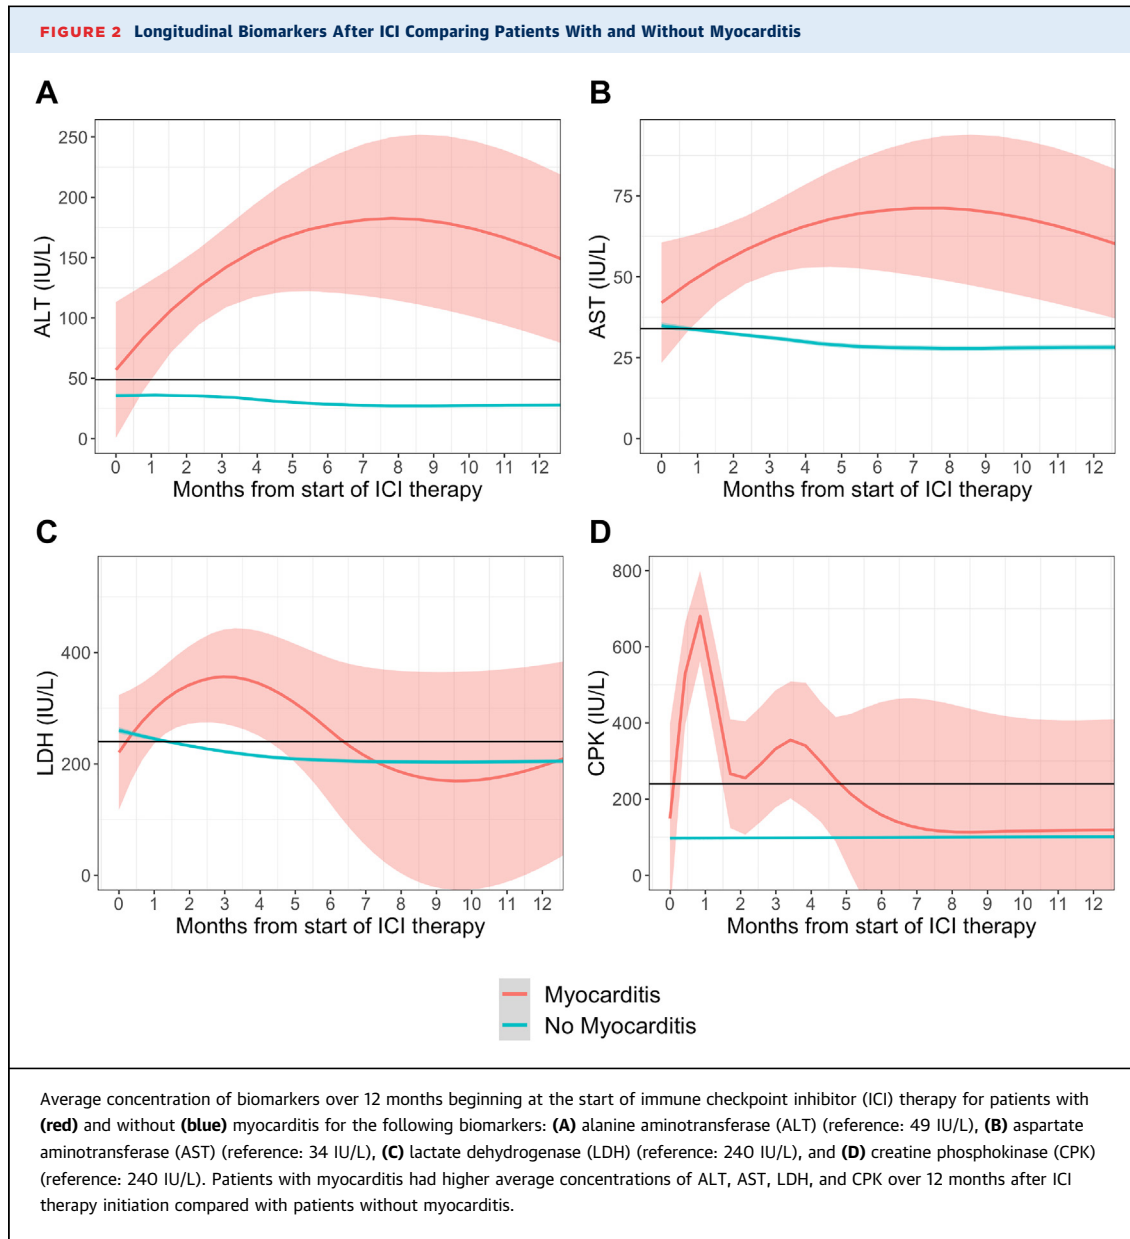 FIGURE 2 Longitudinal Biomarkers After ICI Comparing Patients With and Without Myocarditis
A
250
200
150
100
50
0
ALT (IU/L)
0 1 2 3 4 5 6 7 8 9 10 11 12
Months from start of ICI therapy
B
75
50
25
0
AST (IU/L)
0 1 2 3 4 5 6 7 8 9 10 11 12
Months from start of ICI therapy
C
400
200
0
LDH (IU/L)
0 1 2 3 4 5 6 7 8 9 10 11 12
Months from start of ICI therapy
D
800
600
400
200
0
CPK (IU/L)
0 1 2 3 4 5 6 7 8 9 10 11 12
Months from start of ICI therapy
Myocarditis
No Myocarditis
Average concentration of biomarkers over 12 months beginning at the start of immune checkpoint inhibitor (ICI) therapy for patients with
(red) and without (blue) myocarditis for the following biomarkers: (A) alanine aminotransferase (ALT) (reference: 49 IU/L), (B) aspartate
aminotransferase (AST) (reference: 34 IU/L), (C) lactate dehydrogenase (LDH) (reference: 240 IU/L), and (D) creatine phosphokinase (CPK)
(reference: 240 IU/L). Patients with myocarditis had higher average concentrations of ALT, AST, LDH, and CPK over 12 months after ICI
therapy initiation compared with patients without myocarditis.